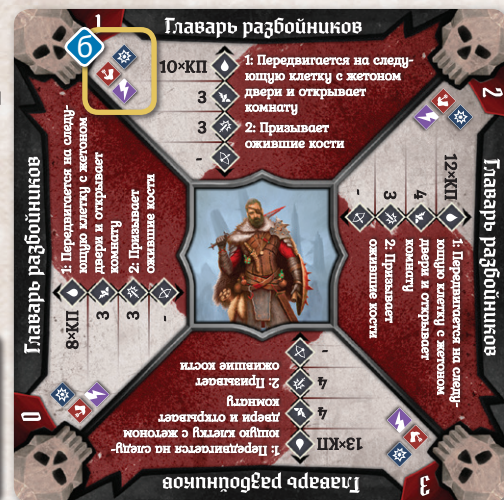 1
Главарь разбойников
6
10×КП
3
3
-
1: Передвигается на следу-
ющую клетку с жетоном
двери и открывает
комнату
2: Призывает
ожившие кости
2
Главарь разбойников
12×КП
4
3
-
1: Передвигается на следу-
ющую клетку с жетоном
двери и открывает
комнату
2: Призывает
ожившие кости
3
Главарь разбойников
13×КП
4
4
-
1: Передвигается на следу-
ющую клетку с жетоном
двери и открывает
комнату
2: Призывает
ожившие кости
0
Главарь разбойников
8×КП
3
3
-
1: Передвигается на следу-
ющую клетку с жетоном
двери и открывает
комнату
2: Призывает
ожившие кости